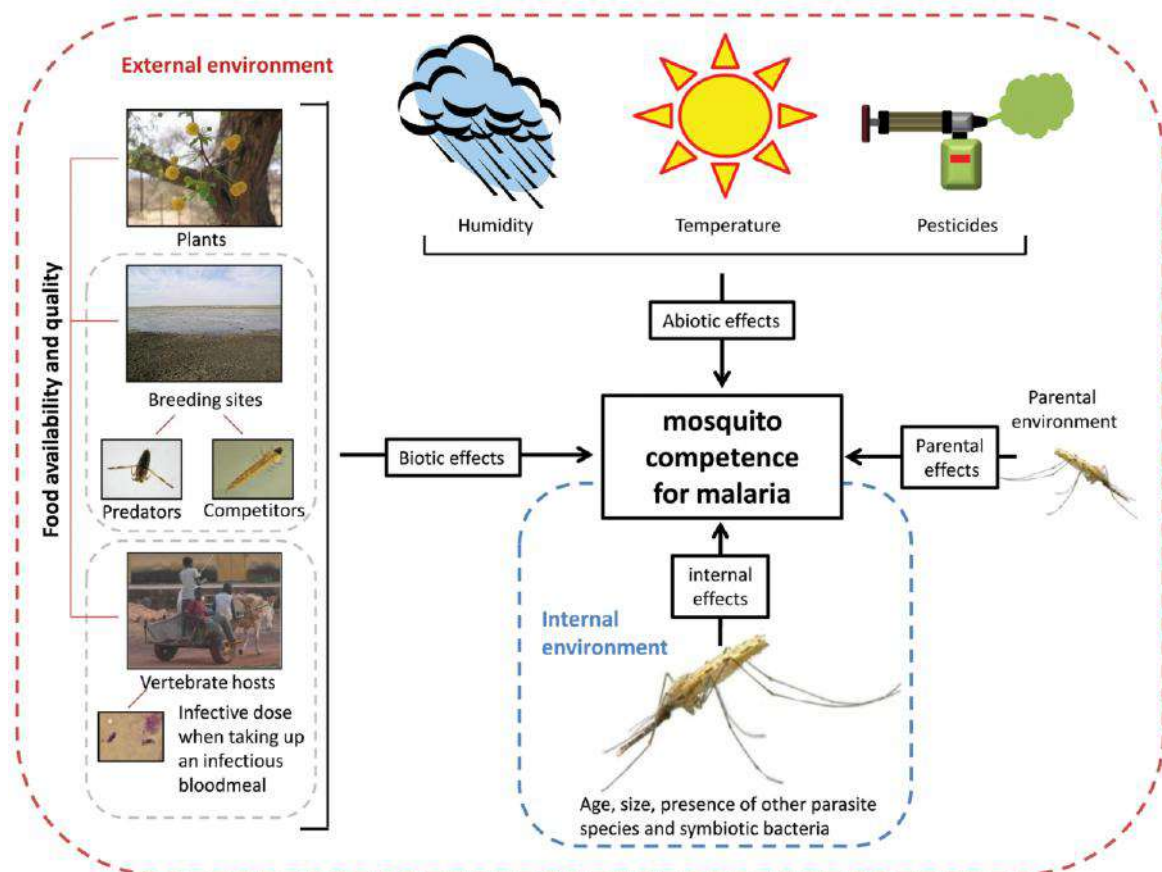 External environment
Food availability and quality
Plants
Breeding sites
Predators
Competitors
Vertebrate hosts
Infective dose
when taking up
an infectious
bloodmeal
Humidity
Temperature
Pesticides
Abiotic effects
Biotic effects
mosquito
competence
for malaria
Parental
environment
Parental
effects
internal
effects
Internal
environment
Age, size, presence of other parasite
species and symbiotic bacteria